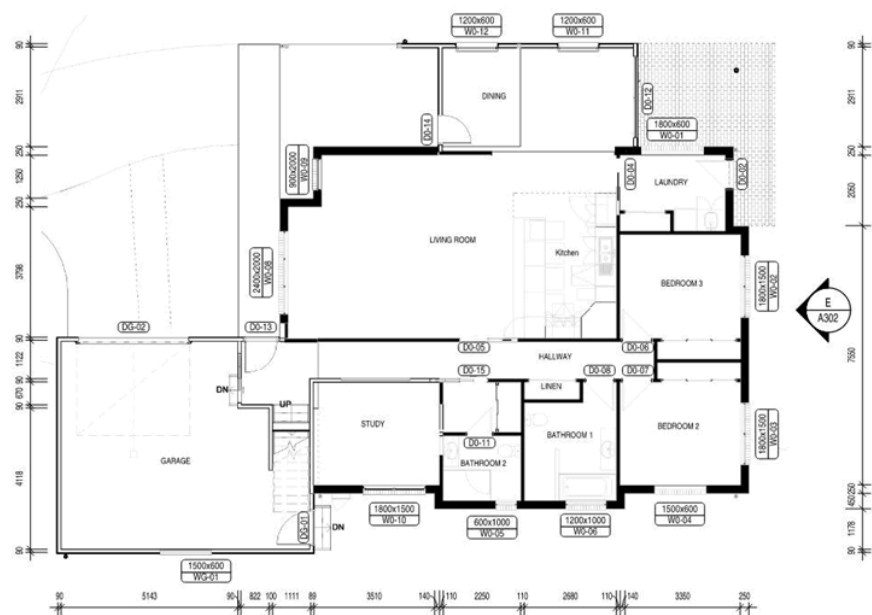 1200x600
W0-12
1200x600
W0-11
90
2911
250
1250
250
3798
90
1122
90
670
90
4118
90
DINING
D0-14
D0-12
1800x600
W0-01
900x2000
W0-09
D0-04
LAUNDRY
D0-02
LIVING ROOM
Kitchen
2400x2000
W0-08
BEDROOM 3
1800x1500
W0-02
E
A302
DG-02
D0-13
D0-05
HALLWAY
D0-06
D0-15
D0-08
D0-07
DN
UP
LINEN
STUDY
BEDROOM 2
D0-11
BATHROOM 1
BATHROOM 2
GARAGE
1800x1500
W0-03
DG-01
DN
1800x1500
W0-10
600x1000
W0-05
1200x1000
W0-06
1500x600
W0-04
1500x600
WG-01
90
2911
250
2050
7550
250
450
1178
90
90 5143 90 822 100 1111 89 3510 140 110 2250 110 2680 110 140 3350 250